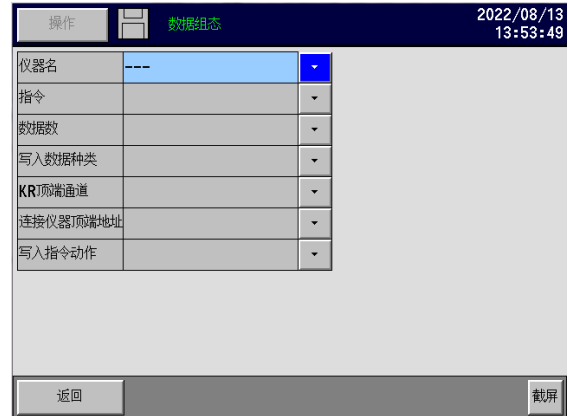 操作
数据组态
2022/08/13
13:53:49
仪器名 ---
指令
数据数
写入数据种类
KR顶端通道
连接仪器顶端地址
写入指令动作
返回
截屏